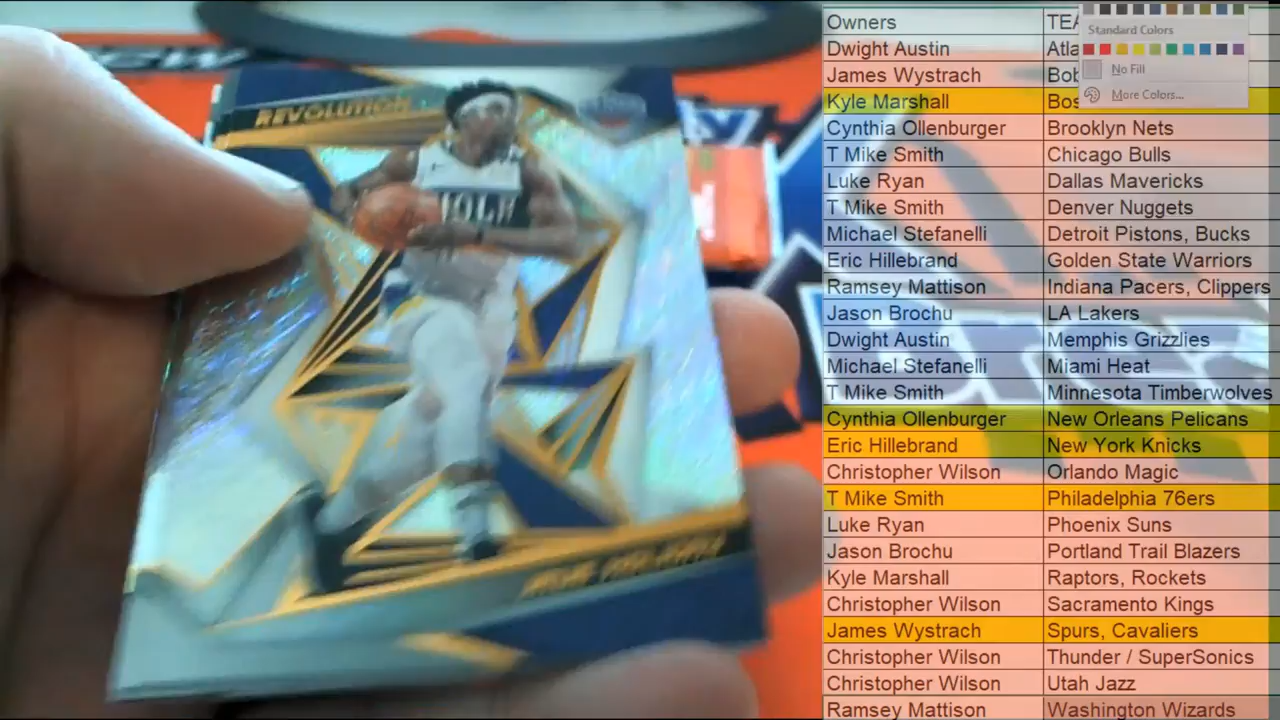 REVOLUTION
NOLA
Owners TEA
Standard Colors
No Fill
More Colors...
Dwight Austin Atla
James Wystrach Bob
Kyle Marshall Bos
Cynthia Ollenburger Brooklyn Nets
T Mike Smith Chicago Bulls
Luke Ryan Dallas Mavericks
T Mike Smith Denver Nuggets
Michael Stefanelli Detroit Pistons, Bucks
Eric Hillebrand Golden State Warriors
Ramsey Mattison Indiana Pacers, Clippers
Jason Brochu LA Lakers
Dwight Austin Memphis Grizzlies
Michael Stefanelli Miami Heat
T Mike Smith Minnesota Timberwolves
Cynthia Ollenburger New Orleans Pelicans
Eric Hillebrand New York Knicks
Christopher Wilson Orlando Magic
T Mike Smith Philadelphia 76ers
Luke Ryan Phoenix Suns
Jason Brochu Portland Trail Blazers
Kyle Marshall Raptors, Rockets
Christopher Wilson Sacramento Kings
James Wystrach Spurs, Cavaliers
Christopher Wilson Thunder / SuperSonics
Christopher Wilson Utah Jazz
Ramsey Mattison Washington Wizards